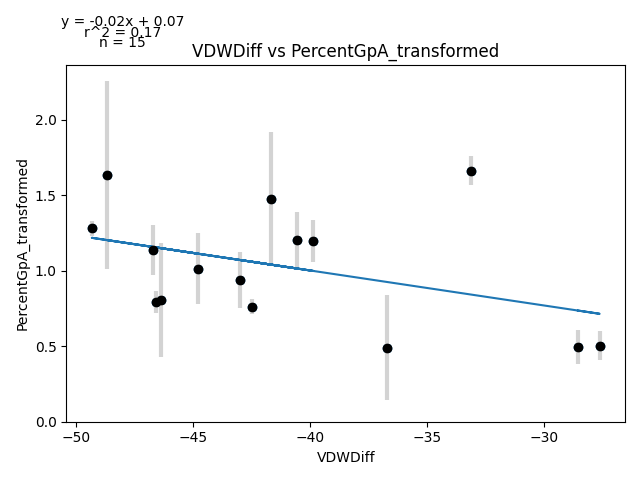 y = -0.02x + 0.07
r^2 = 0.17
n = 15
VDWDiff vs PercentGpA_transformed
PercentGpA_transformed
2.0
1.5
1.0
0.5
0.0
−50
−45
−40
−35
−30
VDWDiff